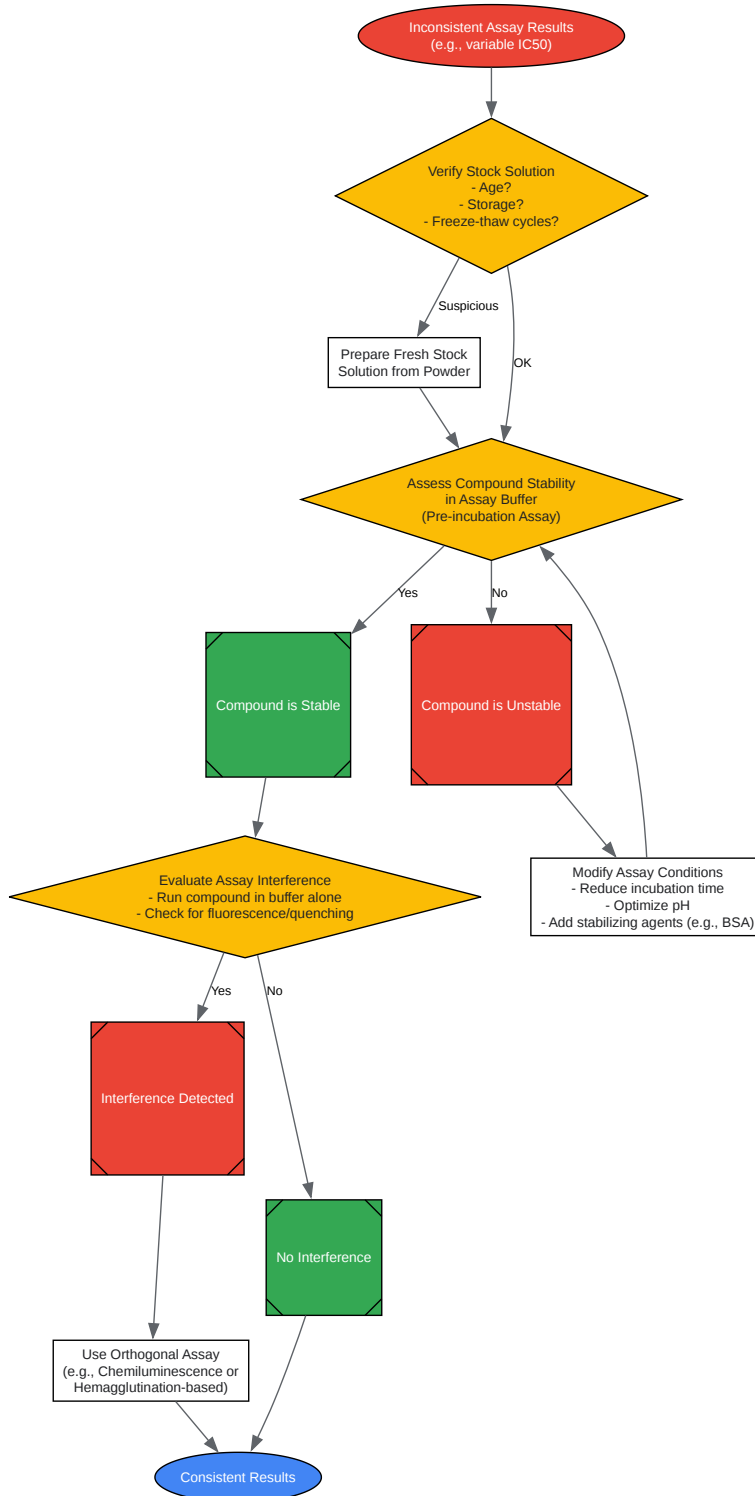 Inconsistent Assay Results
(e.g., variable IC50)
Verify Stock Solution
- Age?
- Storage?
- Freeze-thaw cycles?
Suspicious
OK
Prepare Fresh Stock
Solution from Powder
Assess Compound Stability
in Assay Buffer
(Pre-incubation Assay)
Yes
No
Compound is Stable
Compound is Unstable
Modify Assay Conditions
- Reduce incubation time
- Optimize pH
- Add stabilizing agents (e.g., BSA)
Evaluate Assay Interference
- Run compound in buffer alone
- Check for fluorescence/quenching
Yes
No
Interference Detected
No Interference
Use Orthogonal Assay
(e.g., Chemiluminescence or
Hemagglutination-based)
Consistent Results